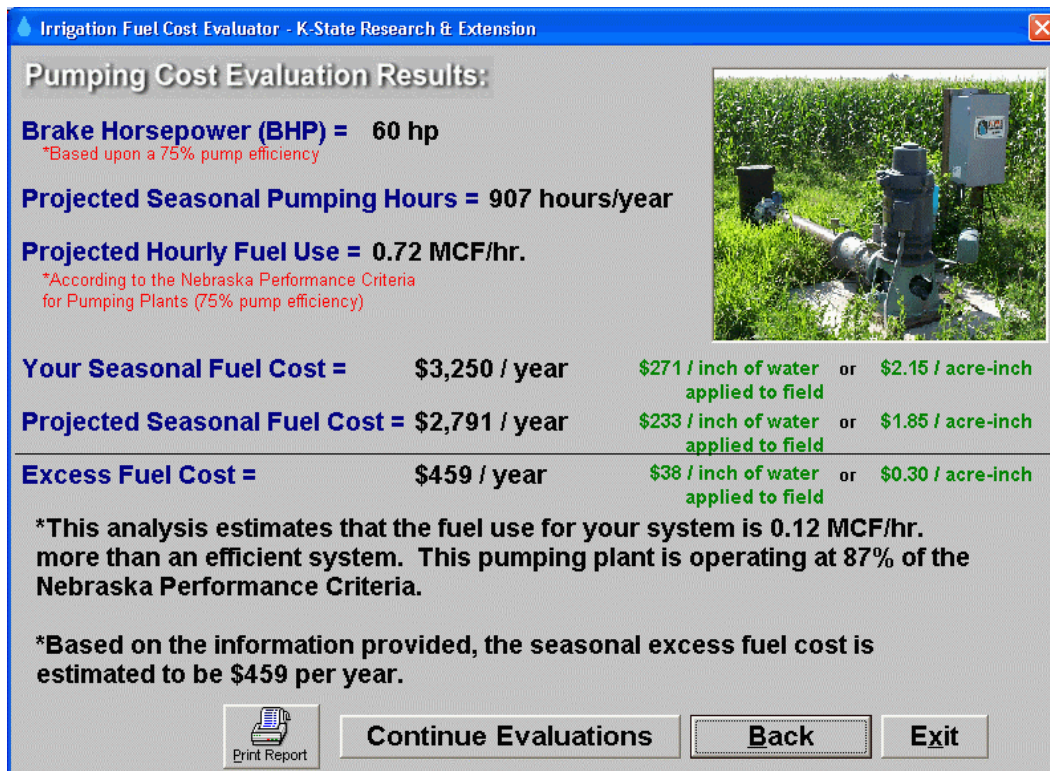 Irrigation Fuel Cost Evaluator - K-State Research & Extension
Pumping Cost Evaluation Results:
Brake Horsepower (BHP) = 60 hp
*Based upon a 75% pump efficiency
Projected Seasonal Pumping Hours = 907 hours/year
Projected Hourly Fuel Use = 0.72 MCF/hr.
*According to the Nebraska Performance Criteria
for Pumping Plants (75% pump efficiency)
Your Seasonal Fuel Cost = $3,250 / year $271 / inch of water or $2.15 / acre-inch
applied to field
Projected Seasonal Fuel Cost = $2,791 / year $233 / inch of water or $1.85 / acre-inch
applied to field
Excess Fuel Cost = $459 / year $38 / inch of water or $0.30 / acre-inch
applied to field
*This analysis estimates that the fuel use for your system is 0.12 MCF/hr.
more than an efficient system. This pumping plant is operating at 87% of the
Nebraska Performance Criteria.
*Based on the information provided, the seasonal excess fuel cost is
estimated to be $459 per year.
Print Report Continue Evaluations Back Exit